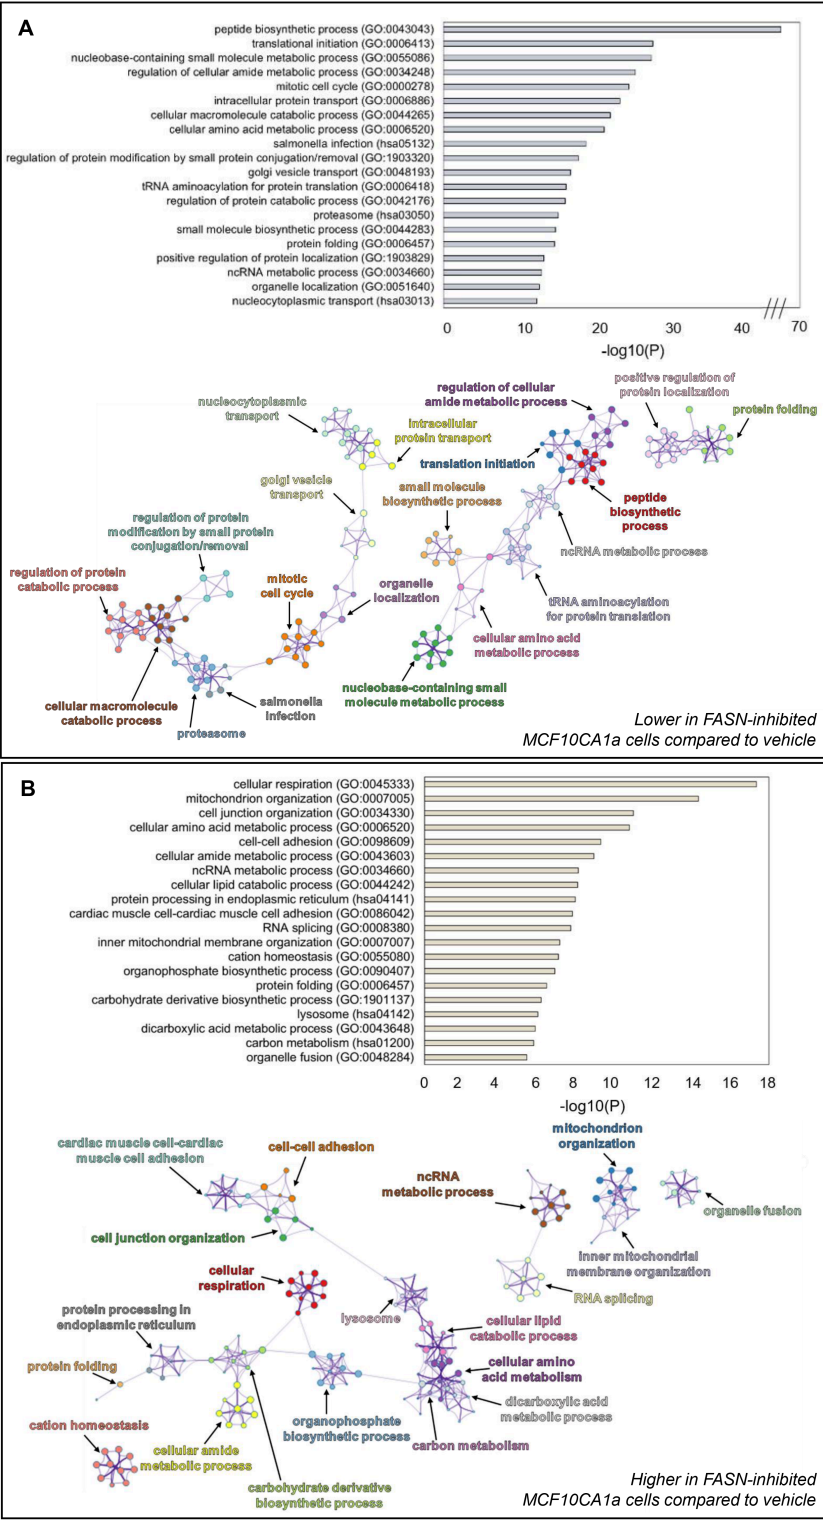 A
peptide biosynthetic process (GO:0043043)
translational initiation (GO:0006413)
nucleobase-containing small molecule metabolic process (GO:0055086)
regulation of cellular amide metabolic process (GO:0034248)
mitotic cell cycle (GO:0000278)
intracellular protein transport (GO:0006886)
cellular macromolecule catabolic process (GO:0044265)
cellular amino acid metabolic process (GO:0006520)
salmonella infection (hsa05132)
regulation of protein modification by small protein conjugation/removal (GO:1903320)
golgi vesicle transport (GO:0048193)
tRNA aminoacylation for protein translation (GO:0006418)
regulation of protein catabolic process (GO:0042176)
proteasome (hsa03050)
small molecule biosynthetic process (GO:0044283)
protein folding (GO:0006457)
positive regulation of protein localization (GO:1903829)
ncRNA metabolic process (GO:0034660)
organelle localization (GO:0051640)
nucleocytoplasmic transport (hsa03013)
0 10 20 30 40 70
-log10(P)
nucleocytoplasmic
transport
intracellular
protein transport
regulation of cellular
amide metabolic process
positive regulation of
protein localization
protein folding
translation initiation
golgi vesicle
transport
small molecule
biosynthetic process
peptide
biosynthetic
process
regulation of protein
modification by small protein
conjugation/removal
ncRNA metabolic process
regulation of protein
catabolic process
mitotic
cell cycle
organelle
localization
tRNA aminoacylation
for protein translation
cellular amino acid
metabolic process
cellular macromolecule
catabolic process
proteasome
salmonella
infection
nucleobase-containing small
molecule metabolic process
Lower in FASN-inhibited
MCF10CA1a cells compared to vehicle
B
cellular respiration (GO:0045333)
mitochondrion organization (GO:0007005)
cell junction organization (GO:0034330)
cellular amino acid metabolic process (GO:0006520)
cell-cell adhesion (GO:0098609)
cellular amide metabolic process (GO:0043603)
ncRNA metabolic process (GO:0034660)
cellular lipid catabolic process (GO:0044242)
protein processing in endoplasmic reticulum (hsa04141)
cardiac muscle cell-cardiac muscle cell adhesion (GO:0086042)
RNA splicing (GO:0008380)
inner mitochondrial membrane organization (GO:0007007)
cation homeostasis (GO:0055080)
organophosphate biosynthetic process (GO:0090407)
protein folding (GO:0006457)
carbohydrate derivative biosynthetic process (GO:1901137)
lysosome (hsa04142)
dicarboxylic acid metabolic process (GO:0043648)
carbon metabolism (hsa01200)
organelle fusion (GO:0048284)
0 2 4 6 8 10 12 14 16 18
-log10(P)
cardiac muscle cell-cardiac
muscle cell adhesion
cell-cell adhesion
mitochondrion
organization
ncRNA
metabolic process
organelle fusion
cell junction organization
inner mitochondrial
membrane organization
cellular
respiration
RNA splicing
lysosome
protein processing in
endoplasmic reticulum
cellular lipid
catabolic process
protein folding
cellular amino
acid metabolism
dicarboxylic acid
metabolic process
cation homeostasis
organophosphate
biosynthetic process
carbon metabolism
cellular amide
metabolic process
carbohydrate derivative
biosynthetic process
Higher in FASN-inhibited
MCF10CA1a cells compared to vehicle